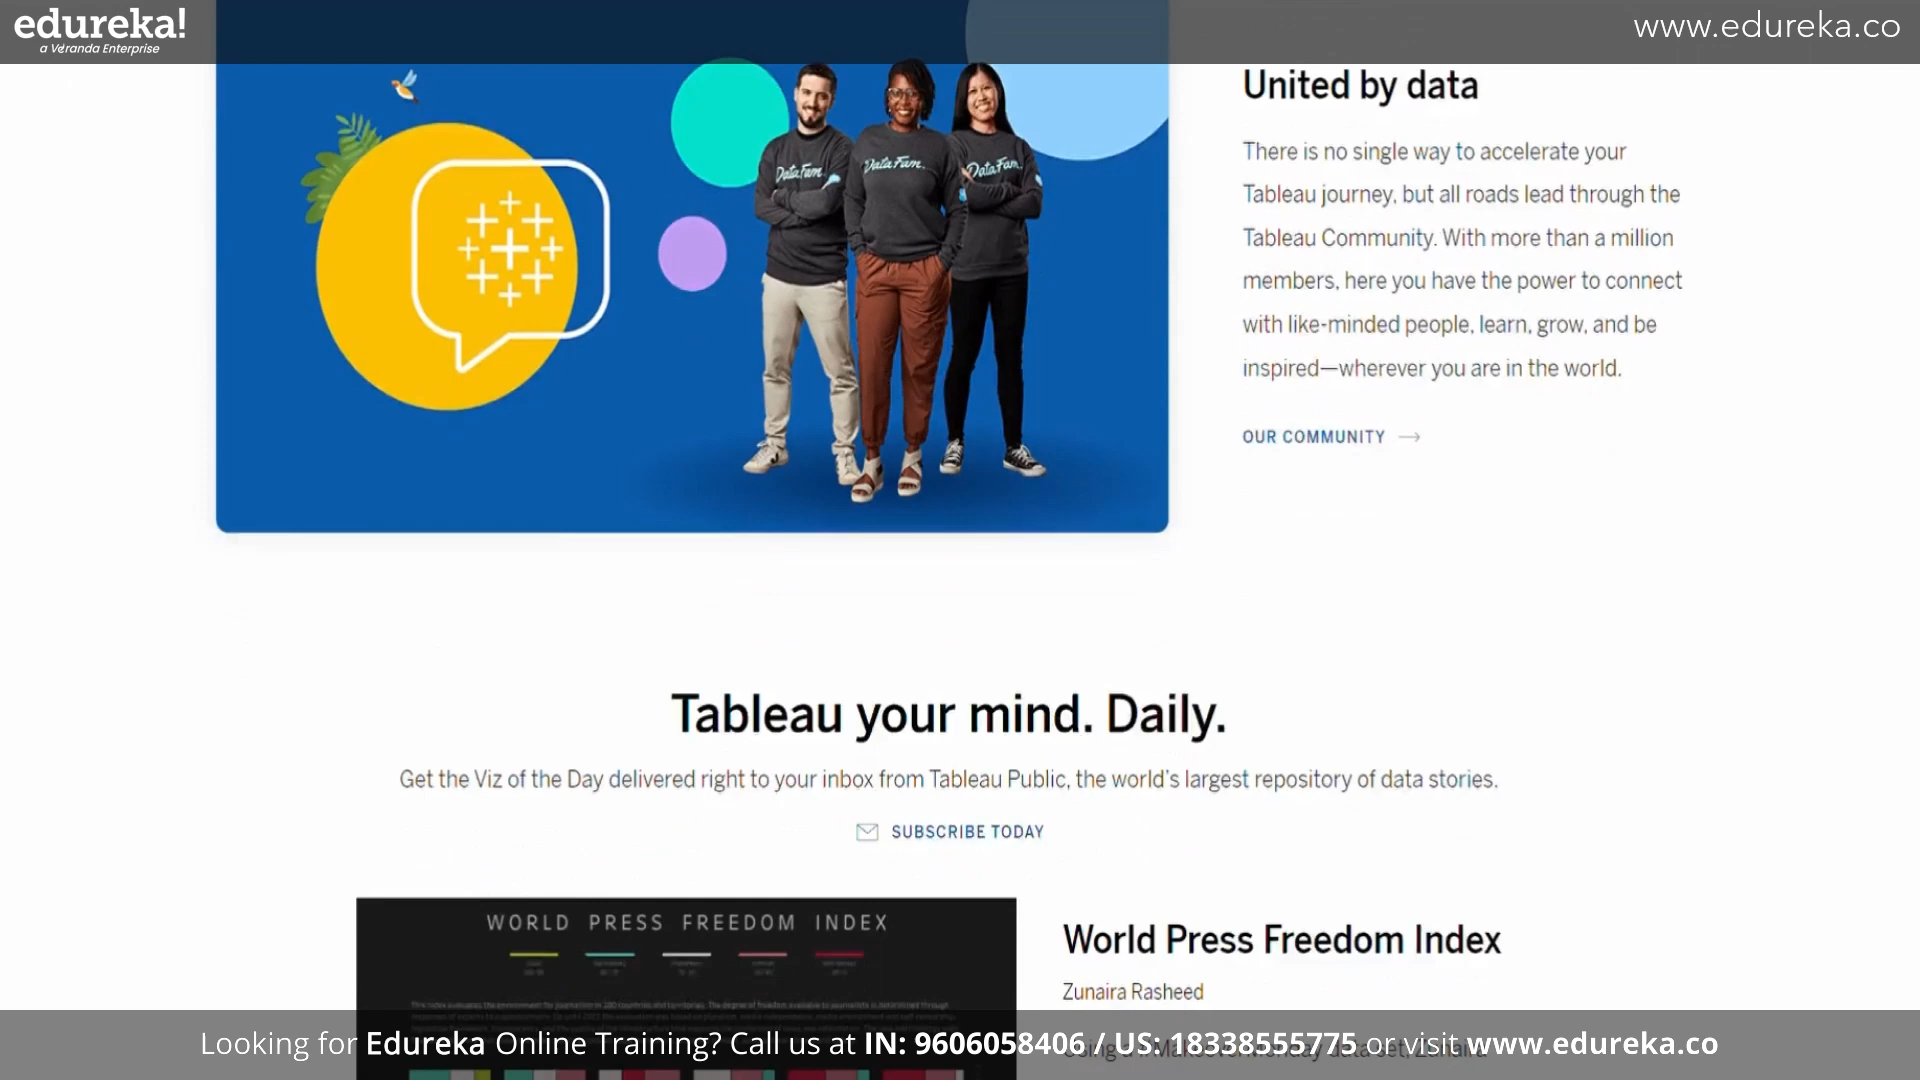 edureka!
a Veranda Enterprise
www.edureka.co
United by data
There is no single way to accelerate your
Tableau journey, but all roads lead through the
Tableau Community. With more than a million
members, here you have the power to connect
with like-minded people, learn, grow, and be
inspired—wherever you are in the world.
OUR COMMUNITY
DataFam.
DataFam.
DataFam.
Tableau your mind. Daily.
Get the Viz of the Day delivered right to your inbox from Tableau Public, the world's largest repository of data stories.
SUBSCRIBE TODAY
WORLD PRESS FREEDOM INDEX
World Press Freedom Index
Zunaira Rasheed
Looking for Edureka Online Training? Call us at IN: 9606058406 / US: 18338555775 or visit www.edureka.co